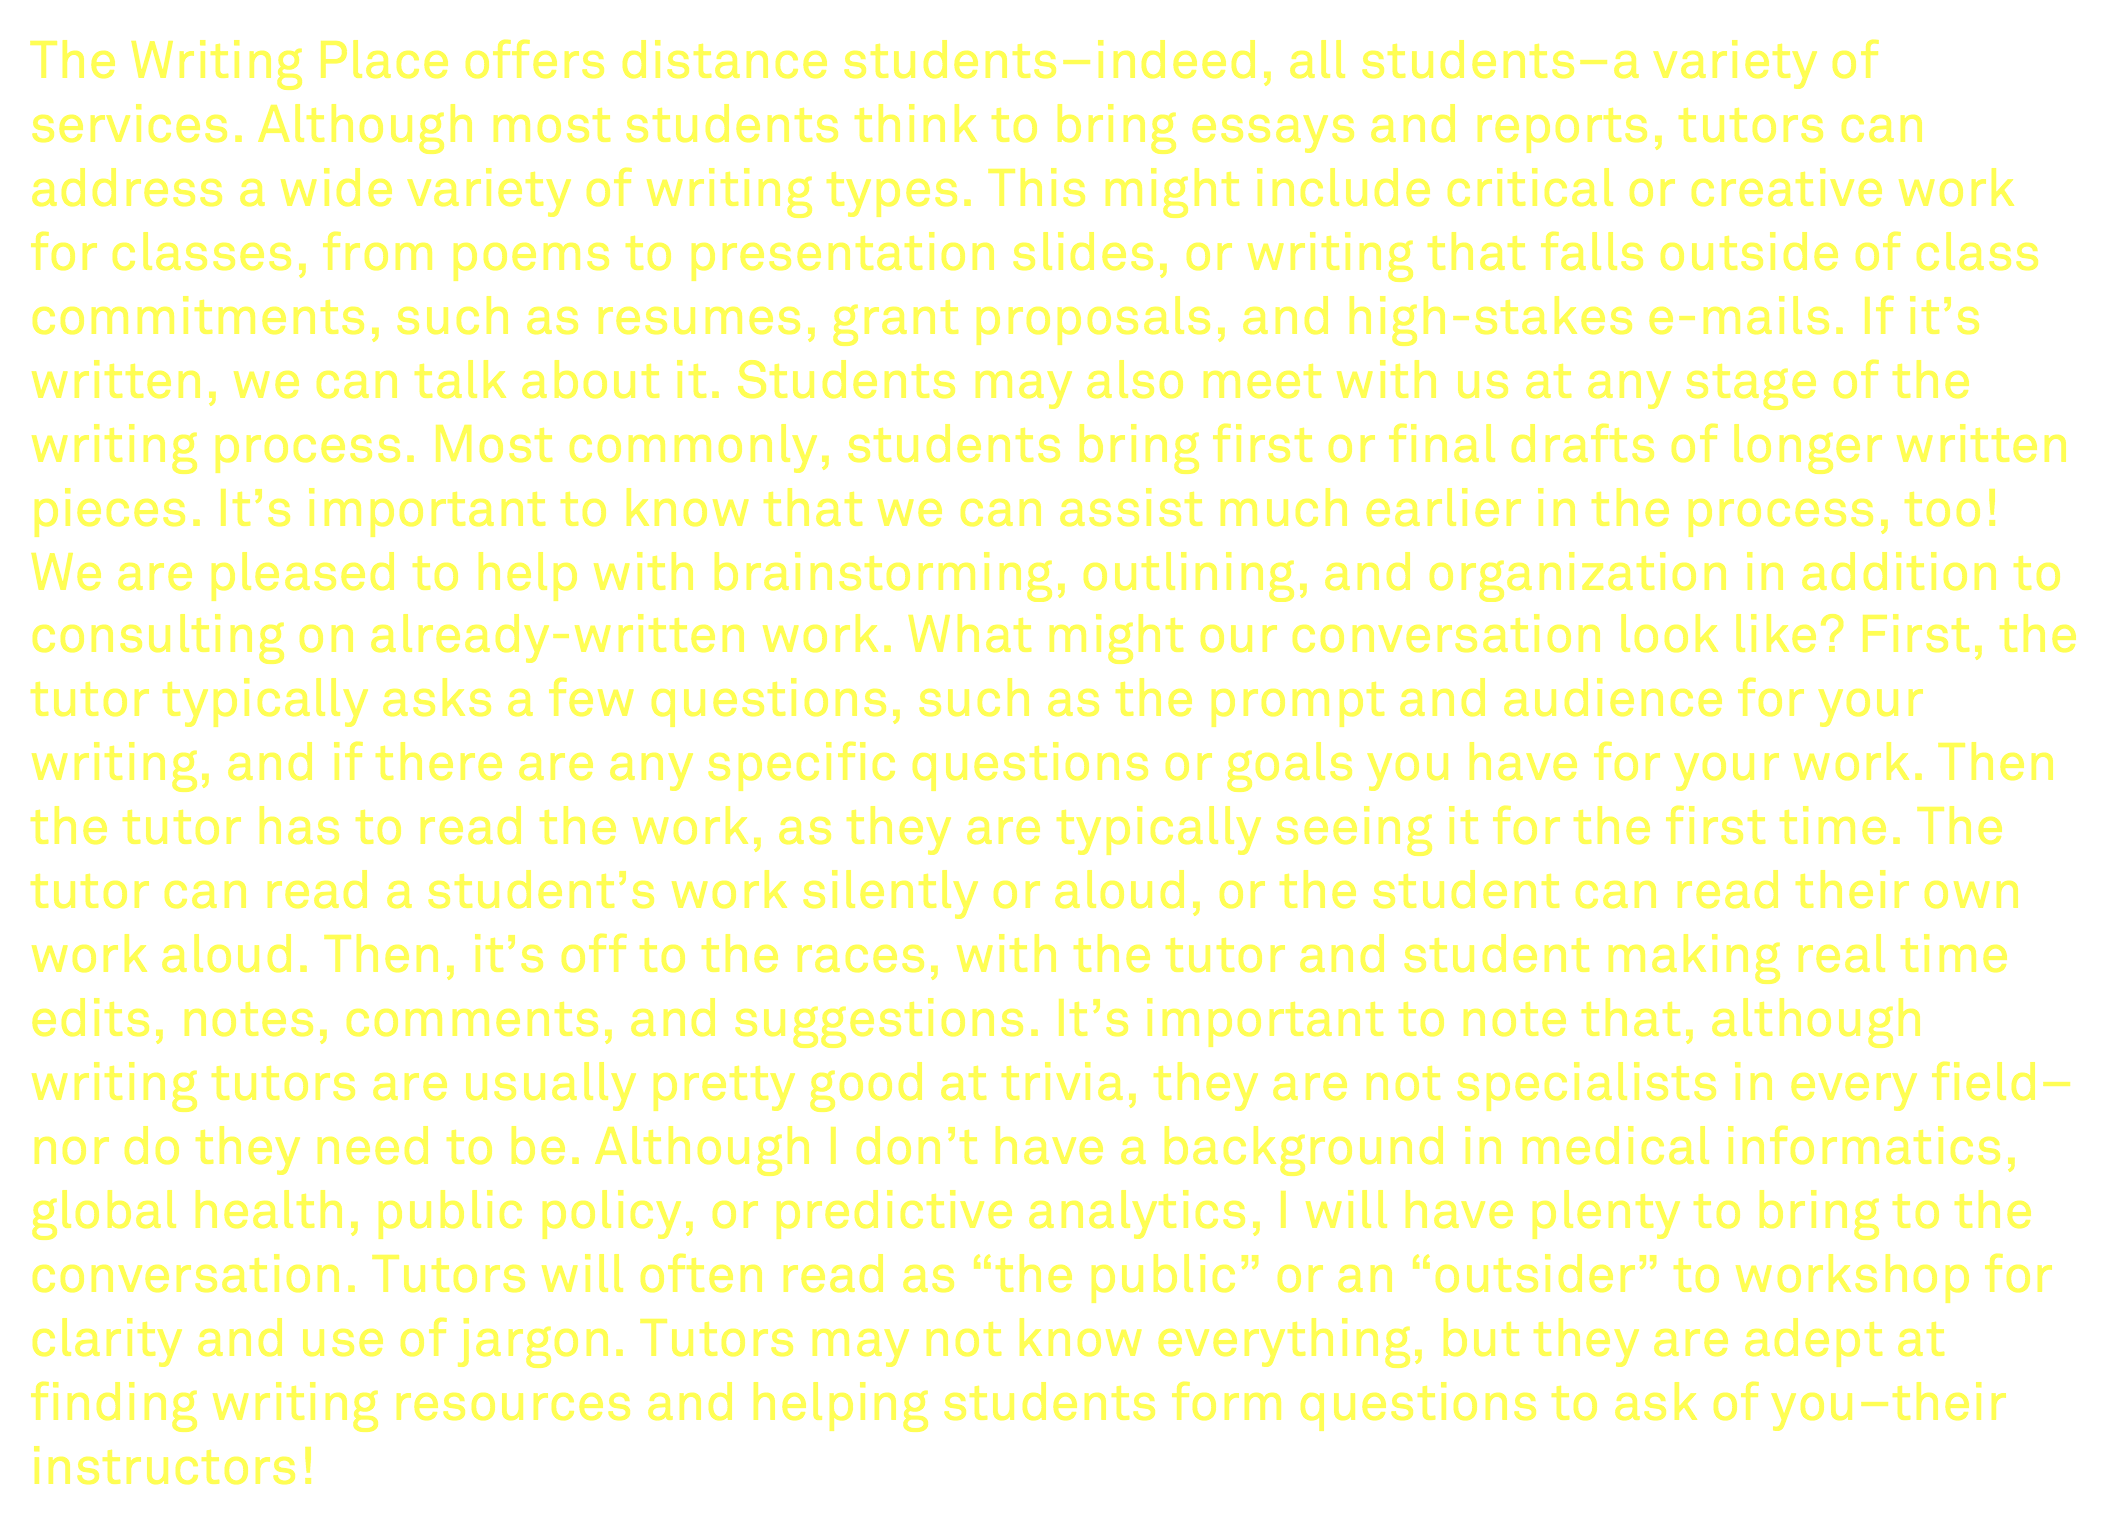 The Writing Place offers distance students–indeed, all students–a variety of
services. Although most students think to bring essays and reports, tutors can
address a wide variety of writing types. This might include critical or creative work
for classes, from poems to presentation slides, or writing that falls outside of class
commitments, such as resumes, grant proposals, and high-stakes e-mails. If it’s
written, we can talk about it. Students may also meet with us at any stage of the
writing process. Most commonly, students bring first or final drafts of longer written
pieces. It’s important to know that we can assist much earlier in the process, too!
We are pleased to help with brainstorming, outlining, and organization in addition to
consulting on already-written work. What might our conversation look like? First, the
tutor typically asks a few questions, such as the prompt and audience for your
writing, and if there are any specific questions or goals you have for your work. Then
the tutor has to read the work, as they are typically seeing it for the first time. The
tutor can read a student’s work silently or aloud, or the student can read their own
work aloud. Then, it’s off to the races, with the tutor and student making real time
edits, notes, comments, and suggestions. It’s important to note that, although
writing tutors are usually pretty good at trivia, they are not specialists in every field–
nor do they need to be. Although I don’t have a background in medical informatics,
global health, public policy, or predictive analytics, I will have plenty to bring to the
conversation. Tutors will often read as “the public” or an “outsider” to workshop for
clarity and use of jargon. Tutors may not know everything, but they are adept at
finding writing resources and helping students form questions to ask of you–their
instructors!